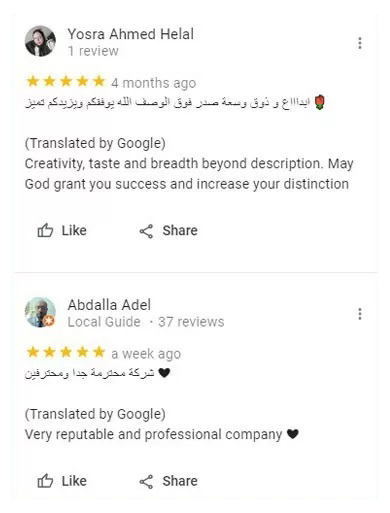 Yosra Ahmed Helal
1 review
4 months ago
ابداااع و ذوق وسعة صدر فوق الوصف الله يوفقكم ويزيدكم تميز 🌹
(Translated by Google)
Creativity, taste and breadth beyond description. May
God grant you success and increase your distinction
Like Share
Abdalla Adel
Local Guide · 37 reviews
a week ago
شركة محترمة جدا ومحترفين 🖤
(Translated by Google)
Very reputable and professional company 🖤
Like Share